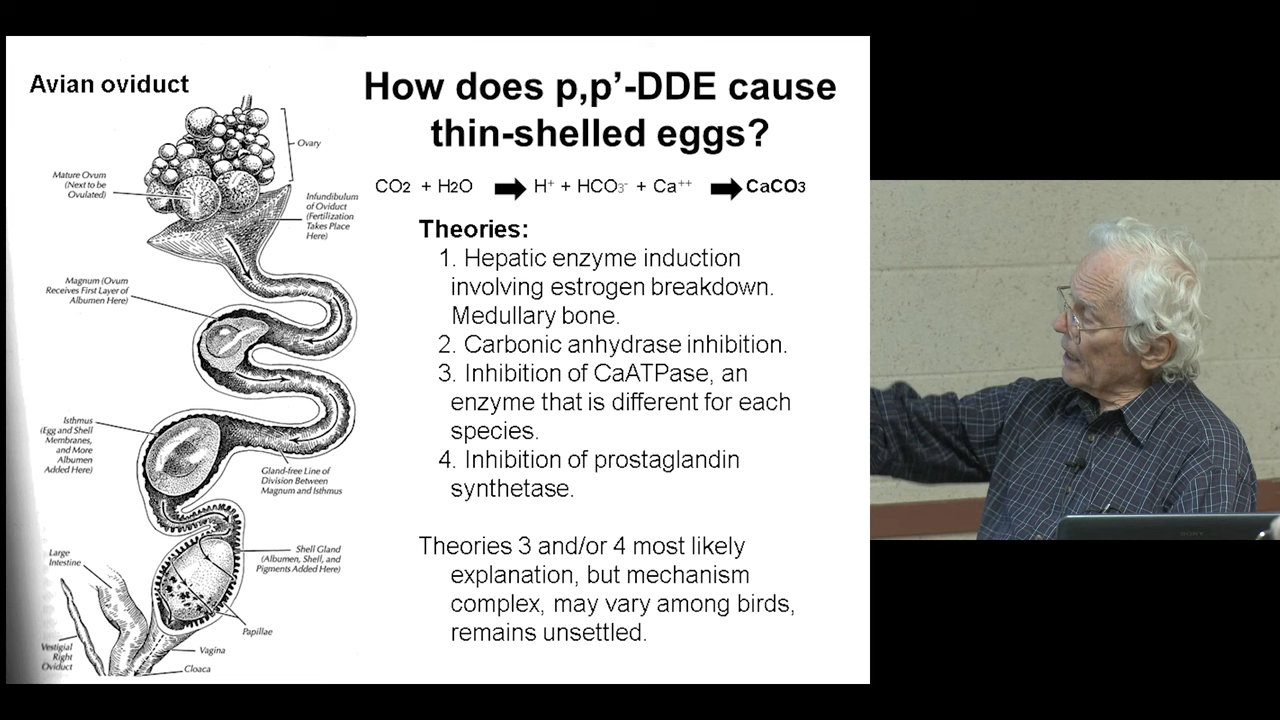 Avian oviduct
How does p,p’-DDE cause
thin-shelled eggs?
CO2 + H2O → H+ + HCO3- + Ca++ → CaCO3
Theories:
1. Hepatic enzyme induction
involving estrogen breakdown.
Medullary bone.
2. Carbonic anhydrase inhibition.
3. Inhibition of CaATPase, an
enzyme that is different for each
species.
4. Inhibition of prostaglandin
synthetase.
Theories 3 and/or 4 most likely
explanation, but mechanism
complex, may vary among birds,
remains unsettled.
Ovary
Mature Ovum
(Next to be
Ovulated)
Infundibulum
of Oviduct
(Fertilization
Takes Place
Here)
Magnum (Ovum
Receives First Layer of
Albumen Here)
Isthmus
(Egg and Shell
Membranes,
and More
Albumen
Added Here)
Gland-free Line of
Division Between
Magnum and Isthmus
Large
Intestine
Shell Gland
(Albumen, Shell, and
Pigments Added Here)
Papillae
Vestigial
Right
Oviduct
Vagina
Cloaca
SONY